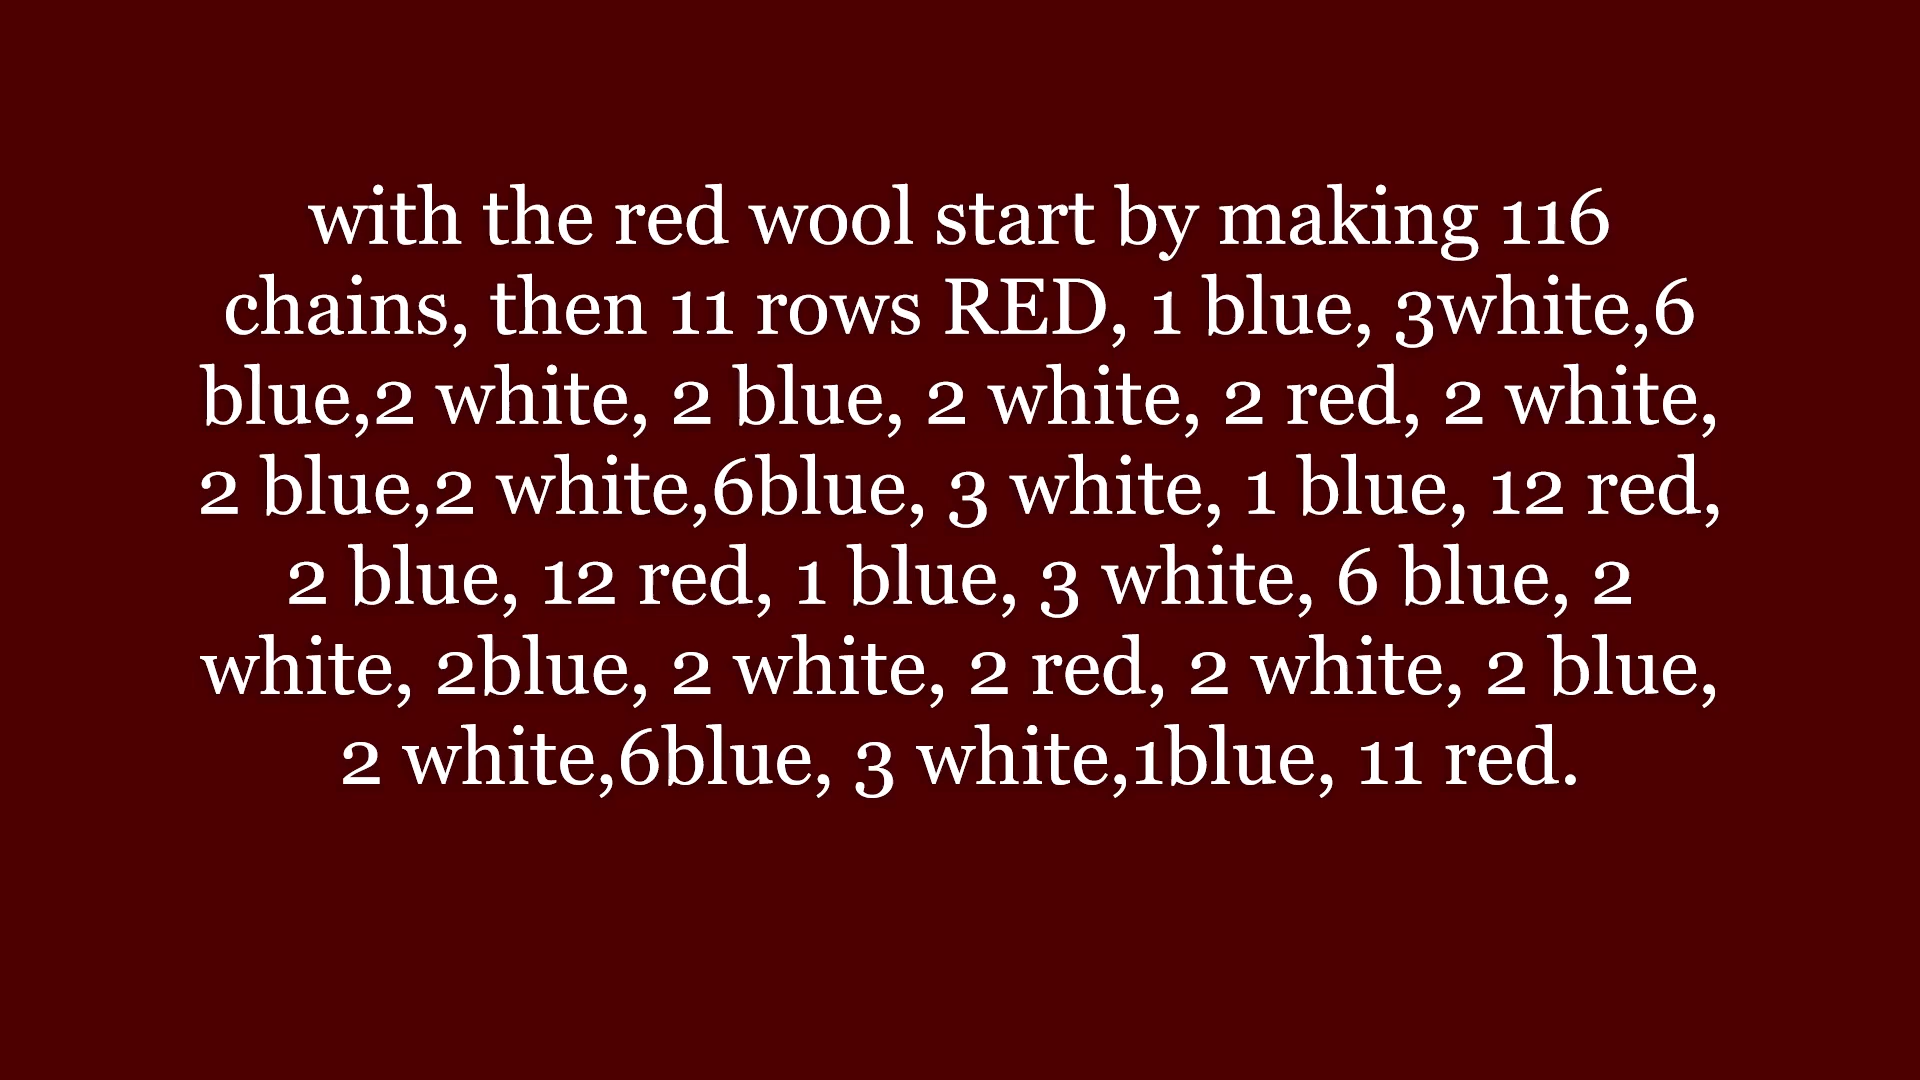 with the red wool start by making 116
chains, then 11 rows RED, 1 blue, 3white,6
blue,2 white, 2 blue, 2 white, 2 red, 2 white,
2 blue,2 white,6blue, 3 white, 1 blue, 12 red,
2 blue, 12 red, 1 blue, 3 white, 6 blue, 2
white, 2blue, 2 white, 2 red, 2 white, 2 blue,
2 white,6blue, 3 white,1blue, 11 red.